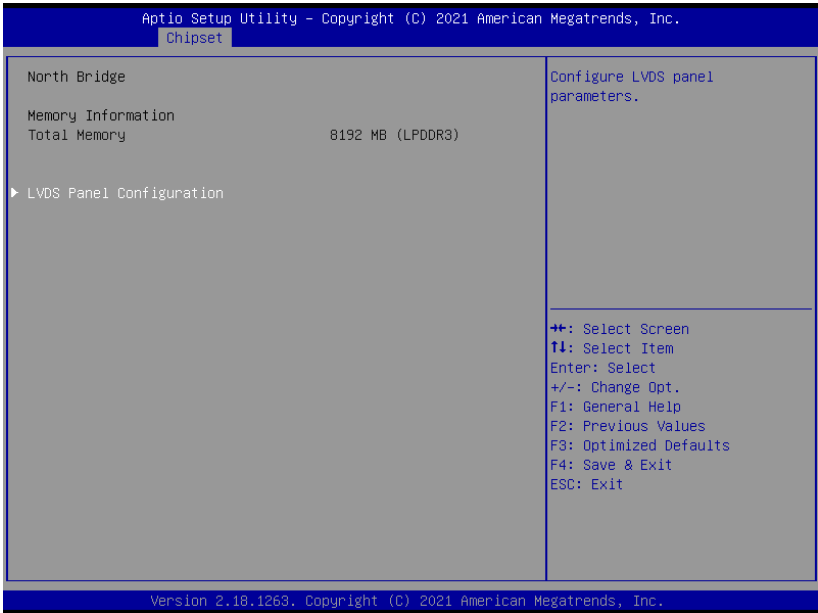 Aptio Setup Utility – Copyright (C) 2021 American Megatrends, Inc.
Chipset
North Bridge
Memory Information
Total Memory 8192 MB (LPDDR3)
► LVDS Panel Configuration
Configure LVDS panel
parameters.
→←: Select Screen
↑↓: Select Item
Enter: Select
+/-: Change Opt.
F1: General Help
F2: Previous Values
F3: Optimized Defaults
F4: Save & Exit
ESC: Exit
Version 2.18.1263. Copyright (C) 2021 American Megatrends, Inc.